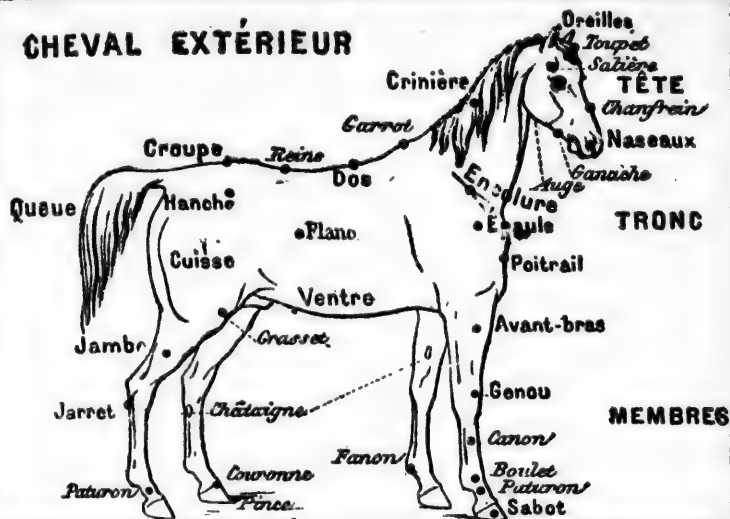 CHEVAL EXTÉRIEUR
Oreilles
Toupet
Salière
TÊTE
Crinière
Chanfrein
Garrot
Naseaux
Croupe
Reins
Dos
Ganache
Auge
Queue
Hanche
Encolure
TRONC
Flanc
Épaule
Cuisse
Poitrail
Ventre
Avant-bras
Grasset
Jambe
Genou
Jarret
Châtaigne
MEMBRES
Canon
Fanon
Boulet
Couronne
Paturon
Paturon
Pince
Sabot